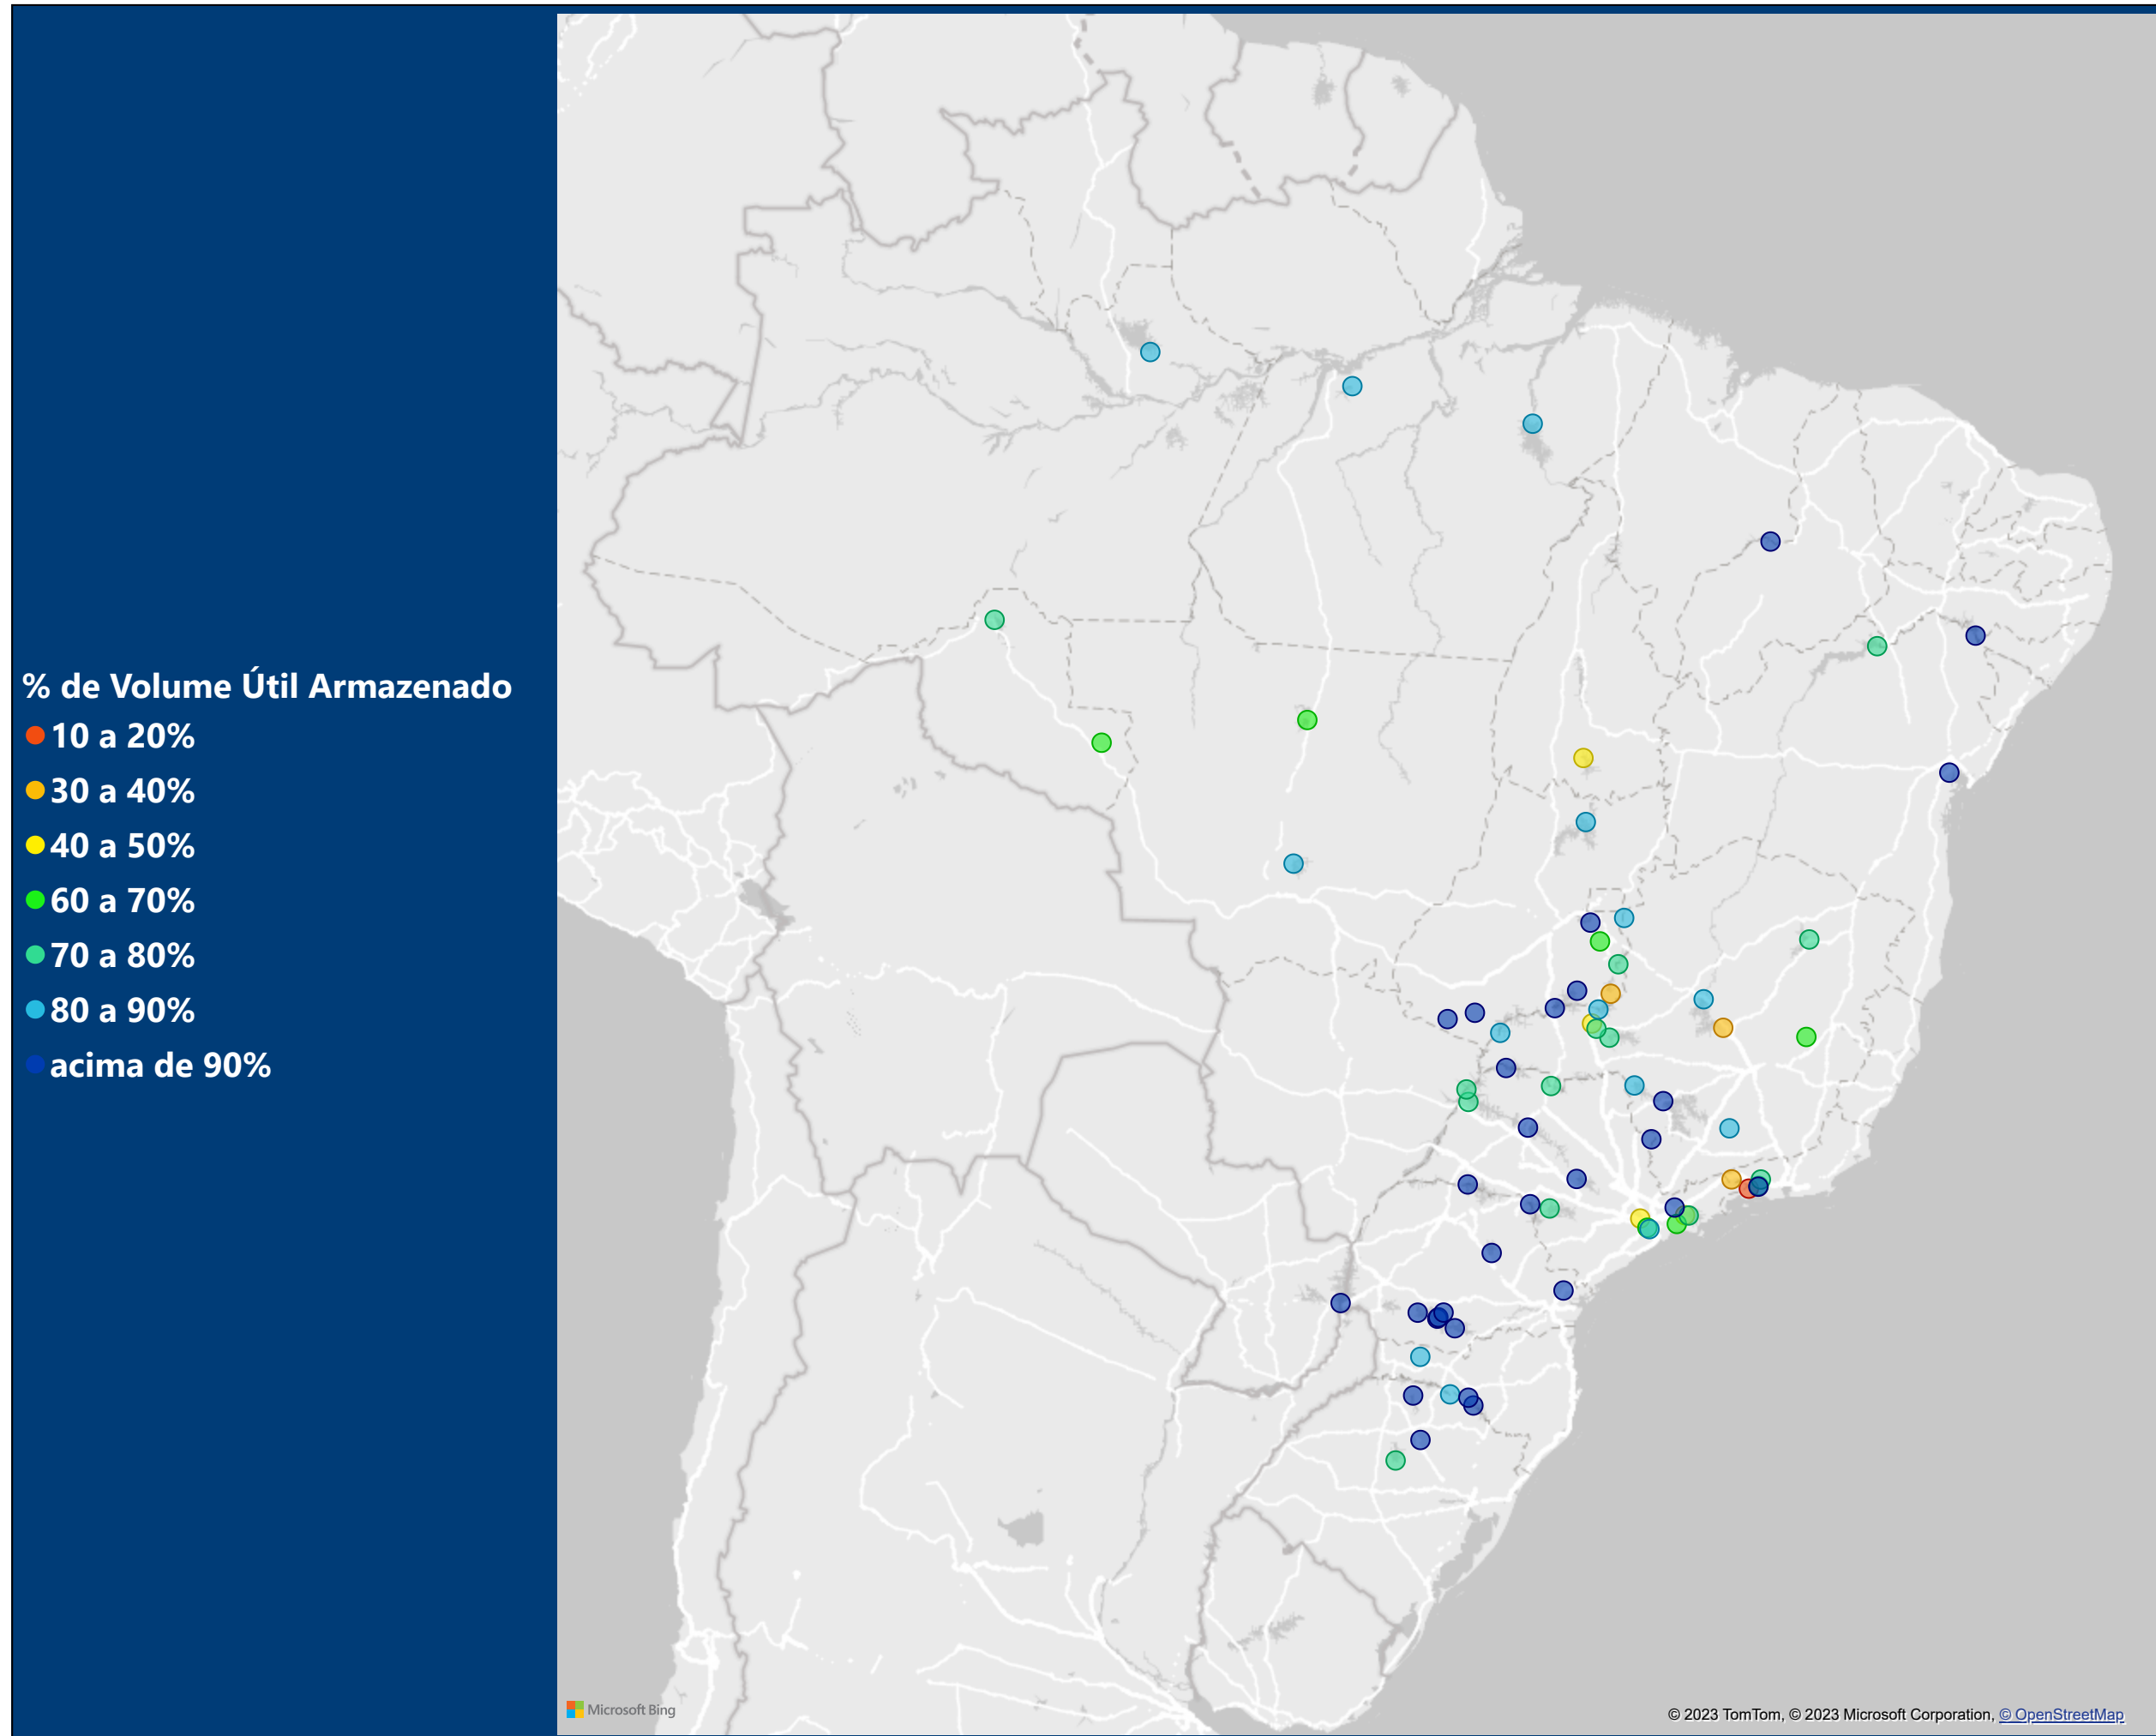 % de Volume Útil Armazenado
10 a 20%
30 a 40%
40 a 50%
60 a 70%
70 a 80%
80 a 90%
acima de 90%
Microsoft Bing
© 2023 TomTom, © 2023 Microsoft Corporation, © OpenStreetMap